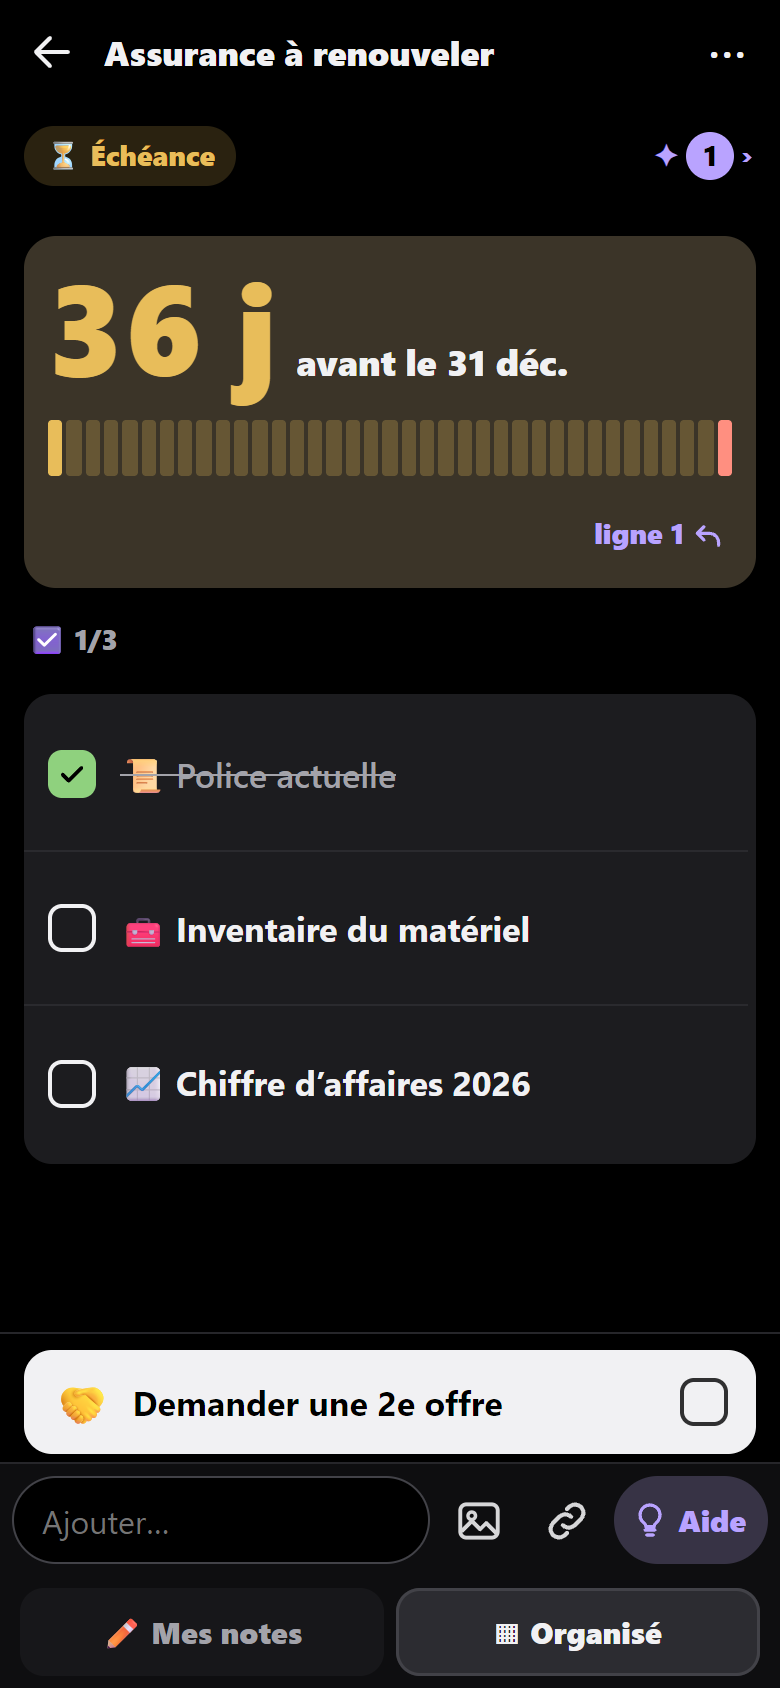 Assurance à renouveler
⏳ Échéance
✦ 1 ›
36 j avant le 31 déc.
ligne 1
1/3
Police actuelle
Inventaire du matériel
Chiffre d’affaires 2026
Demander une 2e offre
Ajouter…
Aide
Mes notes
Organisé